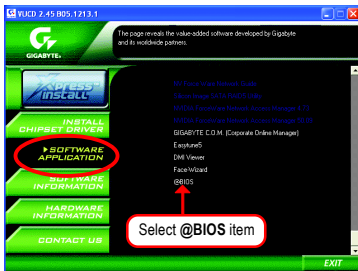 VUCD 2.45 B05.1213.1
GIGABYTE
The page reveals the value-added software developed by Gigabyte
and its worldwide partners.
Xpress
Install
INSTALL
CHIPSET DRIVER
SOFTWARE
APPLICATION
SOFTWARE
INFORMATION
HARDWARE
INFORMATION
CONTACT US
GIGABYTE C.O.M. (Corporate Online Manager)
Easytune5
DMI Viewer
Face-Wizard
@BIOS
Select @BIOS item
EXIT